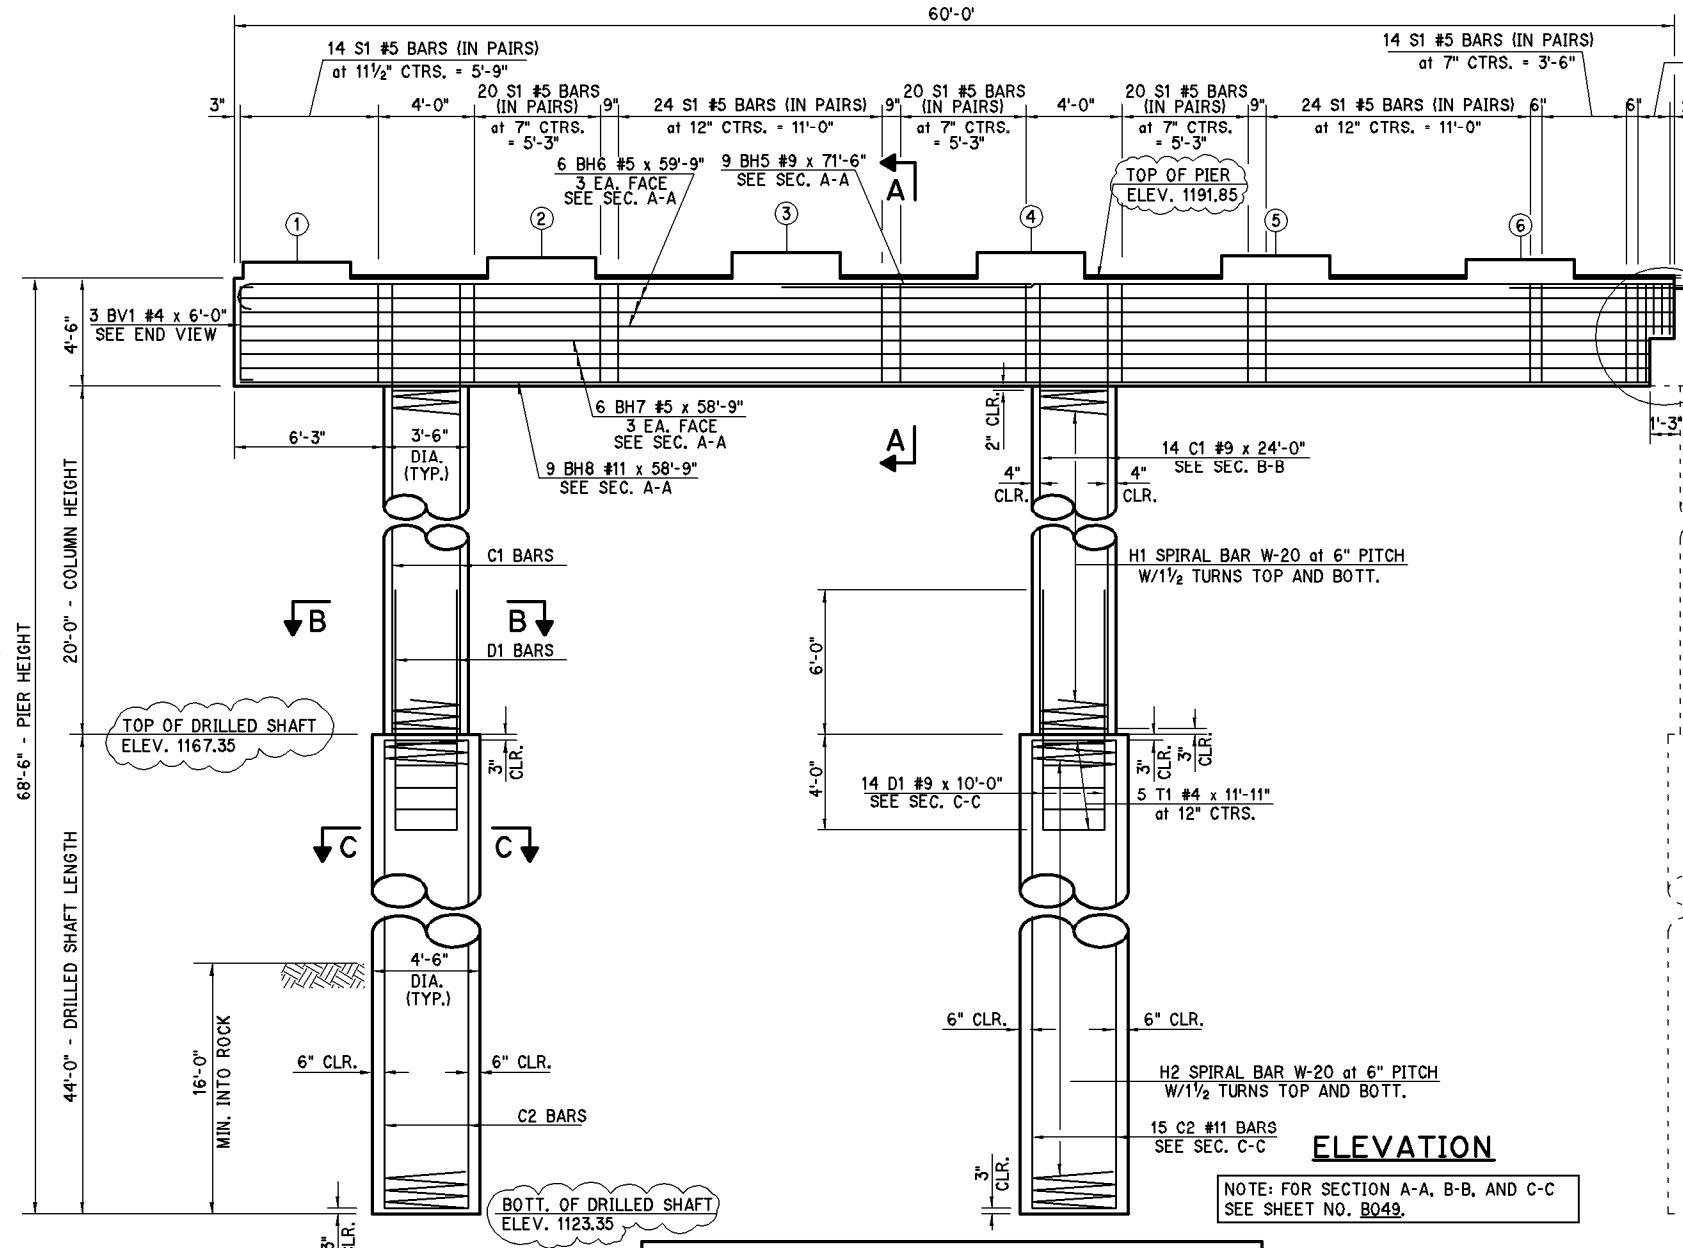 60'-0'
14 S1 #5 BARS (IN PAIRS)
at 11½" CTRS. = 5'-9"
14 S1 #5 BARS (IN PAIRS)
at 7" CTRS. = 3'-6"
3"
4'-0"
20 S1 #5 BARS
(IN PAIRS)
at 7" CTRS.
= 5'-3"
9"
24 S1 #5 BARS (IN PAIRS)
at 12" CTRS. = 11'-0"
9"
20 S1 #5 BARS
(IN PAIRS)
at 7" CTRS.
= 5'-3"
4'-0"
20 S1 #5 BARS
(IN PAIRS)
at 7" CTRS.
= 5'-3"
9"
24 S1 #5 BARS (IN PAIRS)
at 12" CTRS. = 11'-0"
6"
6"
6 BH6 #5 x 59'-9"
3 EA. FACE
SEE SEC. A-A
9 BH5 #9 x 71'-6"
SEE SEC. A-A
A
TOP OF PIER
ELEV. 1191.85
1
2
3
4
5
6
3 BV1 #4 x 6'-0"
SEE END VIEW
4'-6"
6 BH7 #5 x 58'-9"
3 EA. FACE
SEE SEC. A-A
9 BH8 #11 x 58'-9"
SEE SEC. A-A
6'-3"
3'-6"
DIA.
(TYP.)
A
2" CLR.
1'-3"
14 C1 #9 x 24'-0"
SEE SEC. B-B
4"
CLR.
4"
CLR.
20'-0" - COLUMN HEIGHT
C1 BARS
H1 SPIRAL BAR W-20 at 6" PITCH
W/1½ TURNS TOP AND BOTT.
B
B
D1 BARS
6'-0"
68'-6" - PIER HEIGHT
TOP OF DRILLED SHAFT
ELEV. 1167.35
3"
CLR.
4'-0"
14 D1 #9 x 10'-0"
SEE SEC. C-C
3"
CLR.
3"
CLR.
5 T1 #4 x 11'-11"
at 12" CTRS.
C
C
44'-0" - DRILLED SHAFT LENGTH
4'-6"
DIA.
(TYP.)
16'-0"
MIN. INTO ROCK
6" CLR.
6" CLR.
6" CLR.
6" CLR.
H2 SPIRAL BAR W-20 at 6" PITCH
W/1½ TURNS TOP AND BOTT.
C2 BARS
15 C2 #11 BARS
SEE SEC. C-C
ELEVATION
3"
CLR.
NOTE: FOR SECTION A-A, B-B, AND C-C
SEE SHEET NO. B049.
BOTT. OF DRILLED SHAFT
ELEV. 1123.35
3"
CLR.